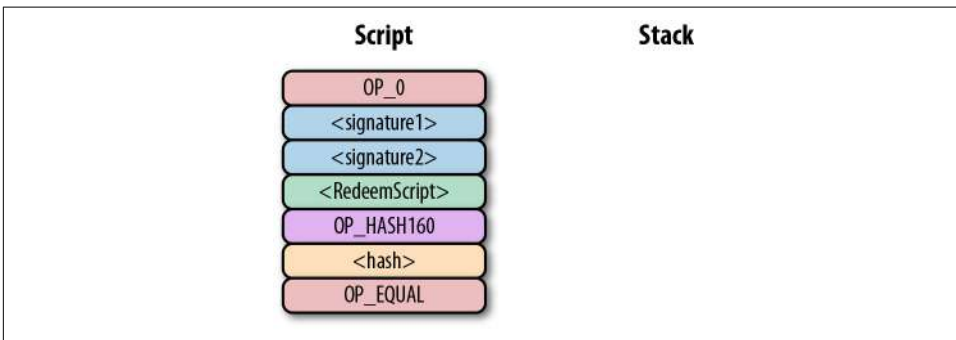 Script Stack
OP_0
<signature1>
<signature2>
<RedeemScript>
OP_HASH160
<hash>
OP_EQUAL